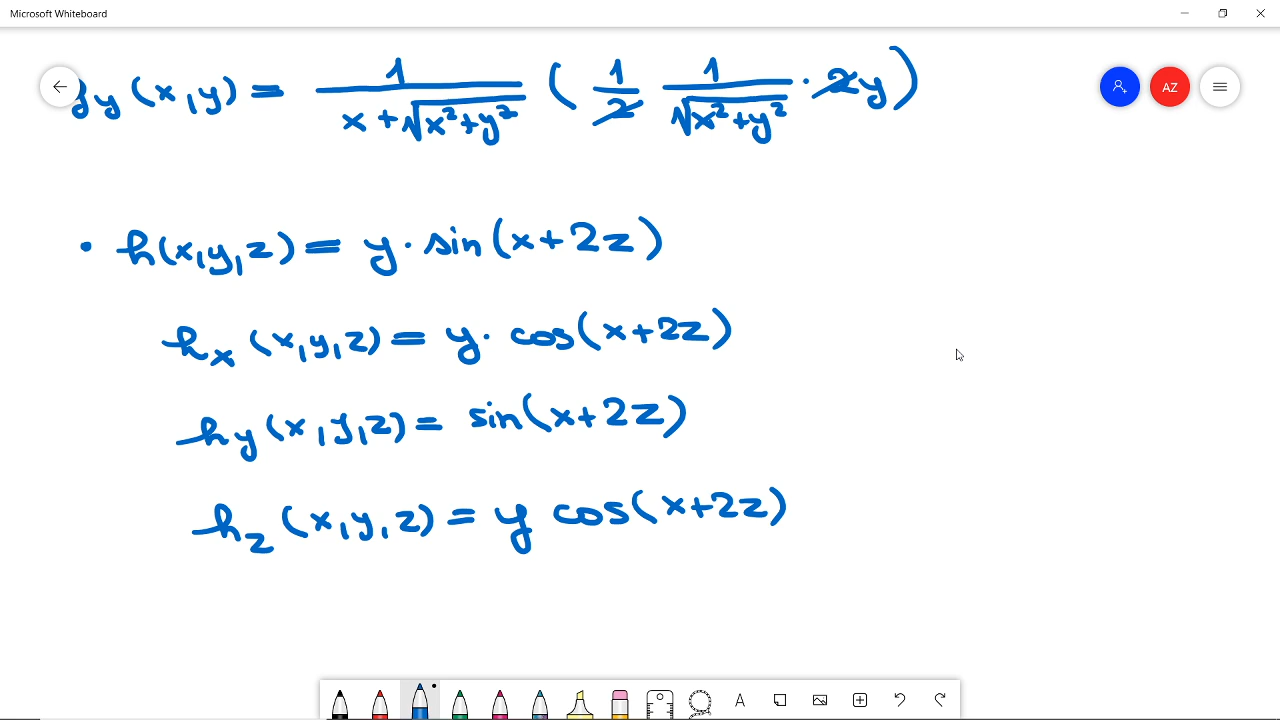 Microsoft Whiteboard
y (x,y) = 1/(x+√(x²+y²)) (1/2 1/√(x²+y²) · 2y)
AZ
• h(x,y,z) = y · sin(x+2z)
hx (x,y,z) = y · cos(x+2z)
hy (x,y,z) = sin(x+2z)
hz (x,y,z) = y cos(x+2z)
A